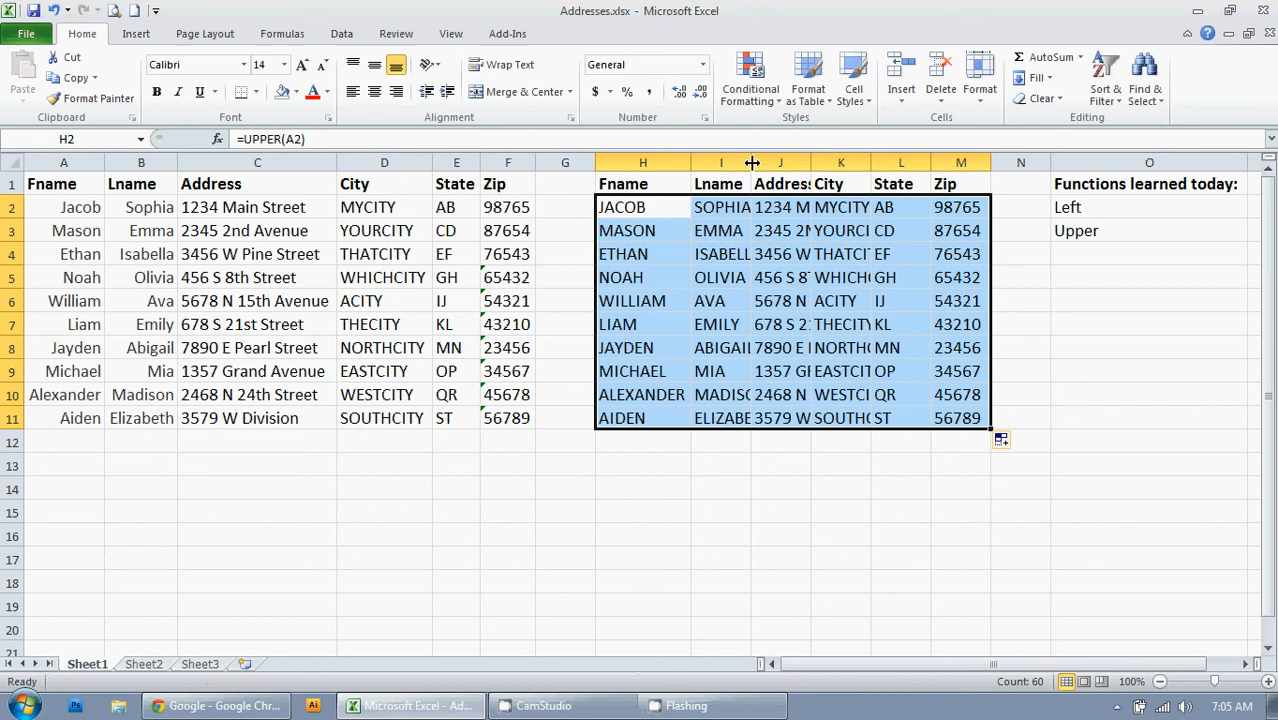 Addresses.xlsx - Microsoft Excel
File Home Insert Page Layout Formulas Data Review View Add-Ins
Cut
Copy
Format Painter
Paste
Clipboard
Calibri 14
B I U
Font
Wrap Text
Merge & Center
Alignment
General
$ % ,
Number
Conditional Formatting
Format as Table
Cell Styles
Styles
Insert Delete Format
Cells
Σ AutoSum
Fill
Clear
Sort & Filter
Find & Select
Editing
H2 fx =UPPER(A2)
A B C D E F G H I J K L M N O
1 Fname Lname Address City State Zip Fname Lname Address City State Zip Functions learned today:
2 Jacob Sophia 1234 Main Street MYCITY AB 98765 JACOB SOPHIA 1234 M MYCITY AB 98765 Left
3 Mason Emma 2345 2nd Avenue YOURCITY CD 87654 MASON EMMA 2345 2N YOURCI CD 87654 Upper
4 Ethan Isabella 3456 W Pine Street THATCITY EF 76543 ETHAN ISABELL 3456 W THATCI EF 76543
5 Noah Olivia 456 S 8th Street WHICHCITY GH 65432 NOAH OLIVIA 456 S 8 WHICH GH 65432
6 William Ava 5678 N 15th Avenue ACITY IJ 54321 WILLIAM AVA 5678 N ACITY IJ 54321
7 Liam Emily 678 S 21st Street THECITY KL 43210 LIAM EMILY 678 S 2 THECITY KL 43210
8 Jayden Abigail 7890 E Pearl Street NORTHCITY MN 23456 JAYDEN ABIGAIL 7890 E NORTH MN 23456
9 Michael Mia 1357 Grand Avenue EASTCITY OP 34567 MICHAEL MIA 1357 G EASTCIT OP 34567
10 Alexander Madison 2468 N 24th Street WESTCITY QR 45678 ALEXANDER MADISO 2468 N WESTCI QR 45678
11 Aiden Elizabeth 3579 W Division SOUTHCITY ST 56789 AIDEN ELIZABE 3579 W SOUTH ST 56789
12
13
14
15
16
17
18
19
20
21
Sheet1 Sheet2 Sheet3
Ready Count: 60 100%
Ps Google - Google Chr... Ai Microsoft Excel - Ad... CamStudio Flashing 7:05 AM